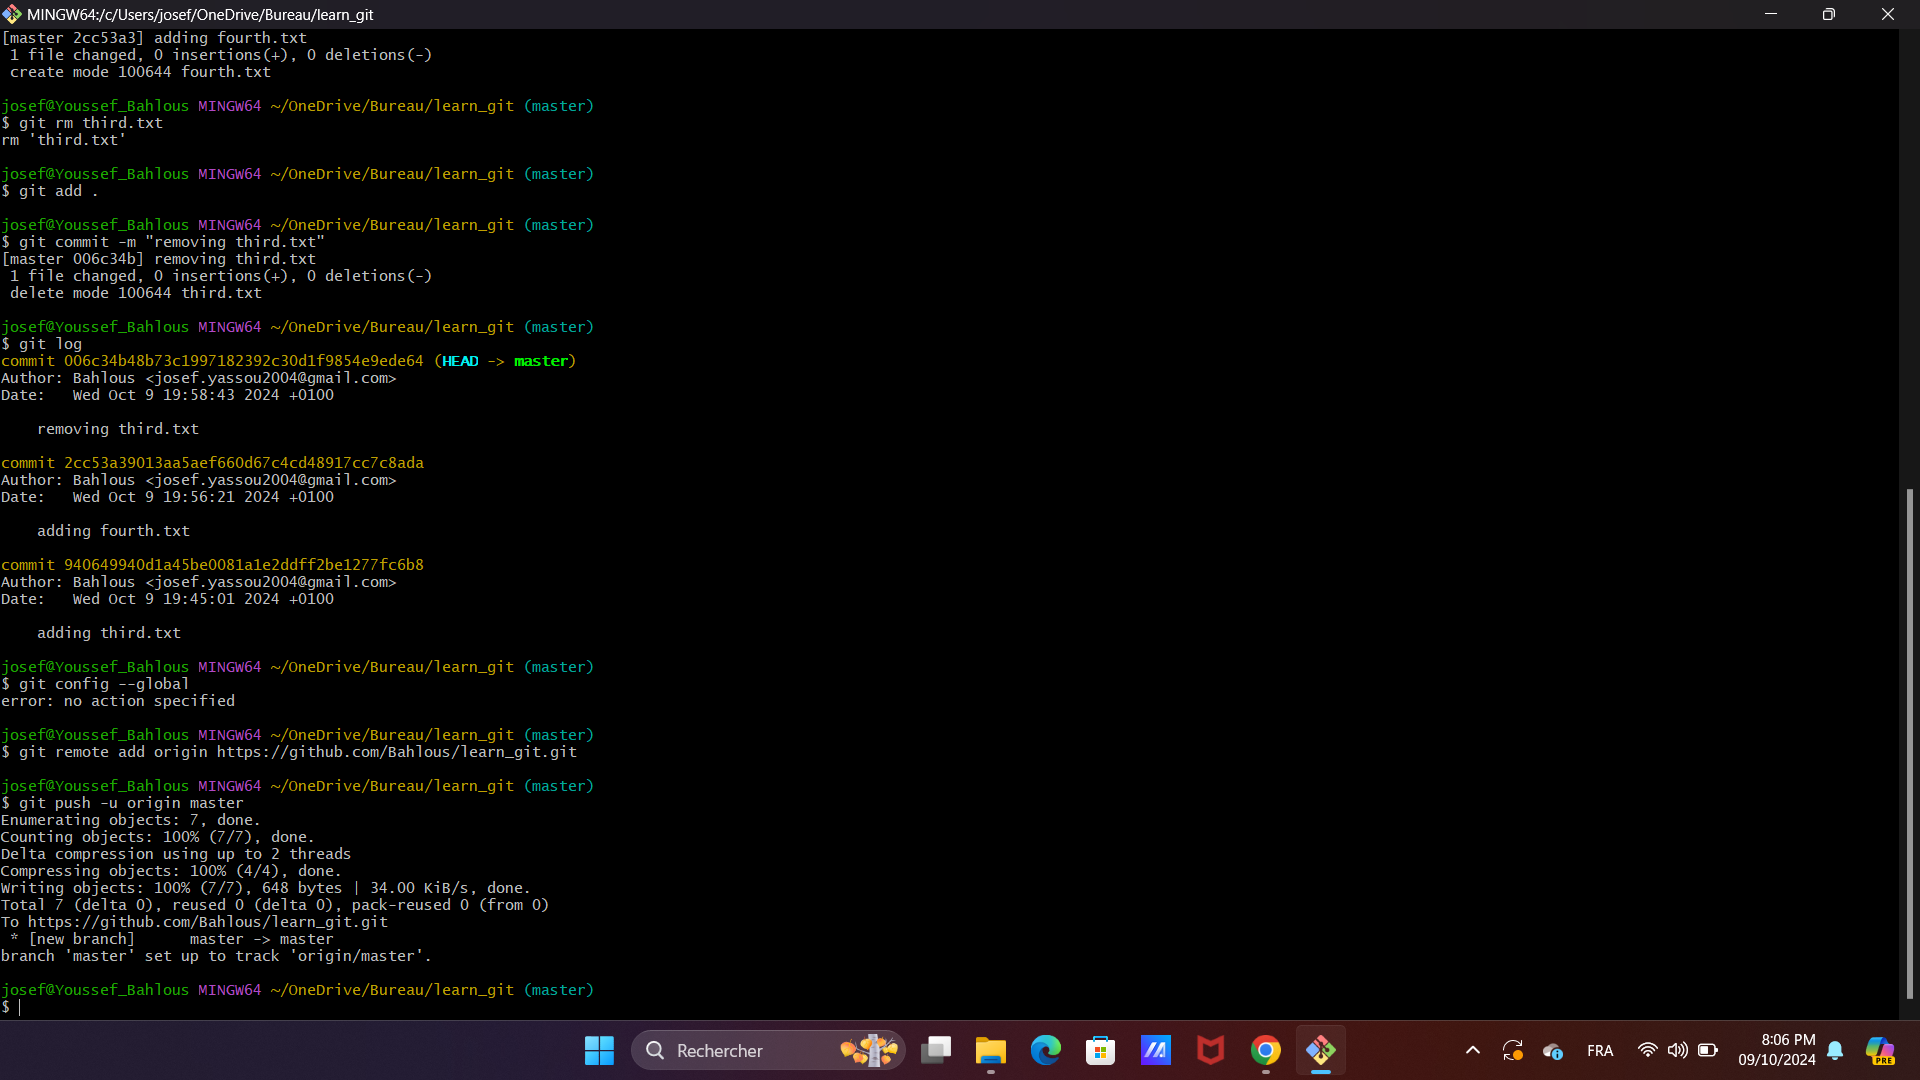 MINGW64:/c/Users/josef/OneDrive/Bureau/learn_git
[master 2cc53a3] adding fourth.txt
 1 file changed, 0 insertions(+), 0 deletions(-)
 create mode 100644 fourth.txt

josef@Youssef_Bahlous MINGW64 ~/OneDrive/Bureau/learn_git (master)
$ git rm third.txt
rm 'third.txt'

josef@Youssef_Bahlous MINGW64 ~/OneDrive/Bureau/learn_git (master)
$ git add .

josef@Youssef_Bahlous MINGW64 ~/OneDrive/Bureau/learn_git (master)
$ git commit -m "removing third.txt"
[master 006c34b] removing third.txt
 1 file changed, 0 insertions(+), 0 deletions(-)
 delete mode 100644 third.txt

josef@Youssef_Bahlous MINGW64 ~/OneDrive/Bureau/learn_git (master)
$ git log
commit 006c34b48b73c1997182392c30d1f9854e9ede64 (HEAD -> master)
Author: Bahlous <josef.yassou2004@gmail.com>
Date:   Wed Oct 9 19:58:43 2024 +0100

    removing third.txt

commit 2cc53a39013aa5aef660d67c4cd48917cc7c8ada
Author: Bahlous <josef.yassou2004@gmail.com>
Date:   Wed Oct 9 19:56:21 2024 +0100

    adding fourth.txt

commit 940649940d1a45be0081a1e2ddff2be1277fc6b8
Author: Bahlous <josef.yassou2004@gmail.com>
Date:   Wed Oct 9 19:45:01 2024 +0100

    adding third.txt

josef@Youssef_Bahlous MINGW64 ~/OneDrive/Bureau/learn_git (master)
$ git config --global
error: no action specified

josef@Youssef_Bahlous MINGW64 ~/OneDrive/Bureau/learn_git (master)
$ git remote add origin https://github.com/Bahlous/learn_git.git

josef@Youssef_Bahlous MINGW64 ~/OneDrive/Bureau/learn_git (master)
$ git push -u origin master
Enumerating objects: 7, done.
Counting objects: 100% (7/7), done.
Delta compression using up to 2 threads
Compressing objects: 100% (4/4), done.
Writing objects: 100% (7/7), 648 bytes | 34.00 KiB/s, done.
Total 7 (delta 0), reused 0 (delta 0), pack-reused 0 (from 0)
To https://github.com/Bahlous/learn_git.git
 * [new branch]      master -> master
branch 'master' set up to track 'origin/master'.

josef@Youssef_Bahlous MINGW64 ~/OneDrive/Bureau/learn_git (master)
$
Rechercher
FRA
8:06 PM
09/10/2024
PRE